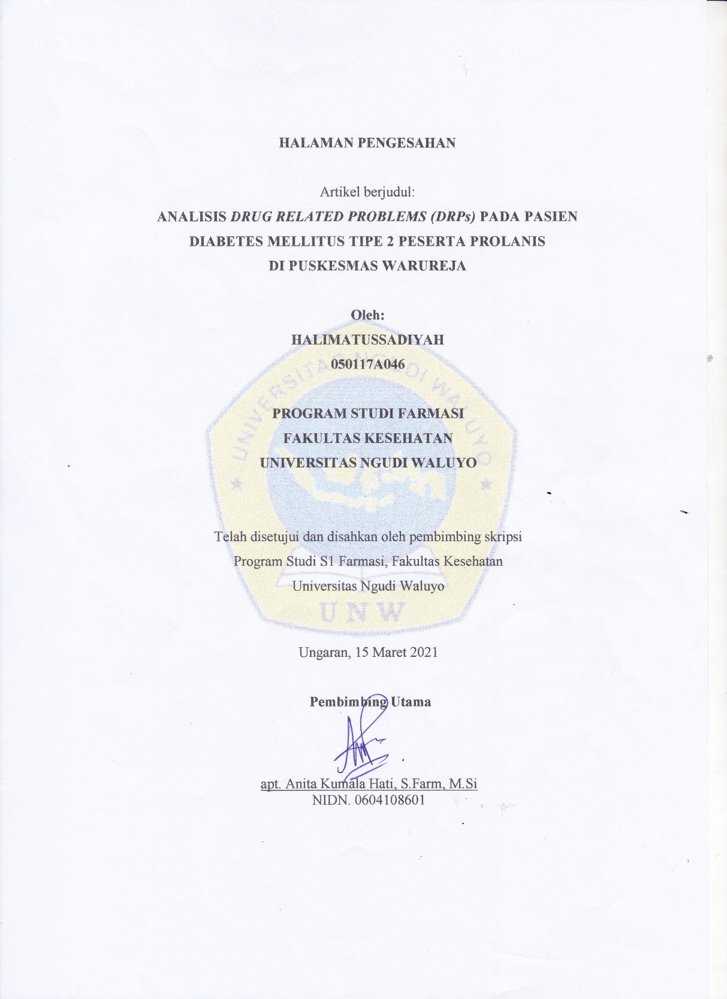 HALAMAN PENGESAHAN
Artikel berjudul:
ANALISIS DRUG RELATED PROBLEMS (DRPs) PADA PASIEN
DIABETES MELLITUS TIPE 2 PESERTA PROLANIS
DI PUSKESMAS WARUREJA
Oleh:
HALIMATUSSADIYAH
050117A046
UNIVERSITAS NGUDI WALUYO
PROGRAM STUDI FARMASI
FAKULTAS KESEHATAN
UNIVERSITAS NGUDI WALUYO
Telah disetujui dan disahkan oleh pembimbing skripsi
Program Studi S1 Farmasi, Fakultas Kesehatan
Universitas Ngudi Waluyo
UNW
Ungaran, 15 Maret 2021
Pembimbing Utama
apt. Anita Kumala Hati, S.Farm, M.Si
NIDN. 0604108601